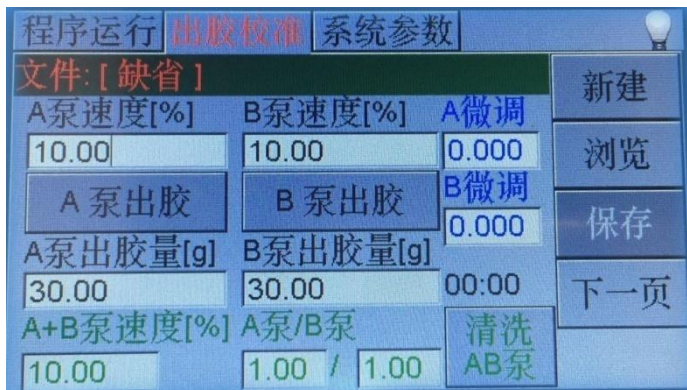 程序运行 出胶校准 系统参数
文件:[ 缺省 ]
新建
A泵速度[%] B泵速度[%] A微调
10.00 10.00 0.000
浏览
A 泵出胶 B 泵出胶 B微调
0.000
保存
A泵出胶量[g] B泵出胶量[g]
30.00 30.00 00:00
下一页
A+B泵速度[%] A泵/B泵 清洗
AB泵
10.00 1.00 / 1.00